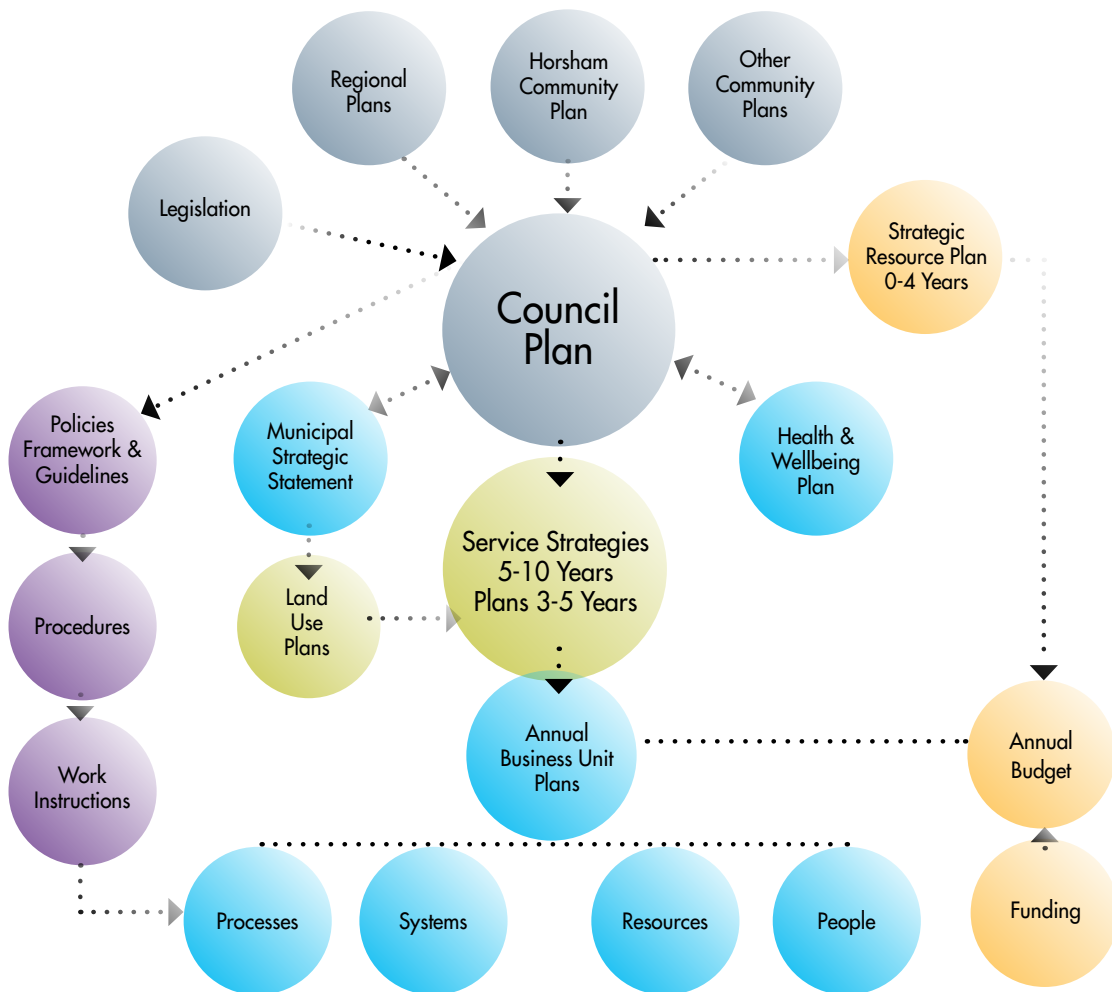 Regional
Plans
Horsham
Community
Plan
Other
Community
Plans
Legislation
Strategic
Resource Plan
0-4 Years
Council
Plan
Policies
Framework &
Guidelines
Municipal
Strategic
Statement
Health &
Wellbeing
Plan
Service Strategies
5-10 Years
Plans 3-5 Years
Land
Use
Plans
Procedures
Annual
Business Unit
Plans
Annual
Budget
Work
Instructions
Processes
Systems
Resources
People
Funding